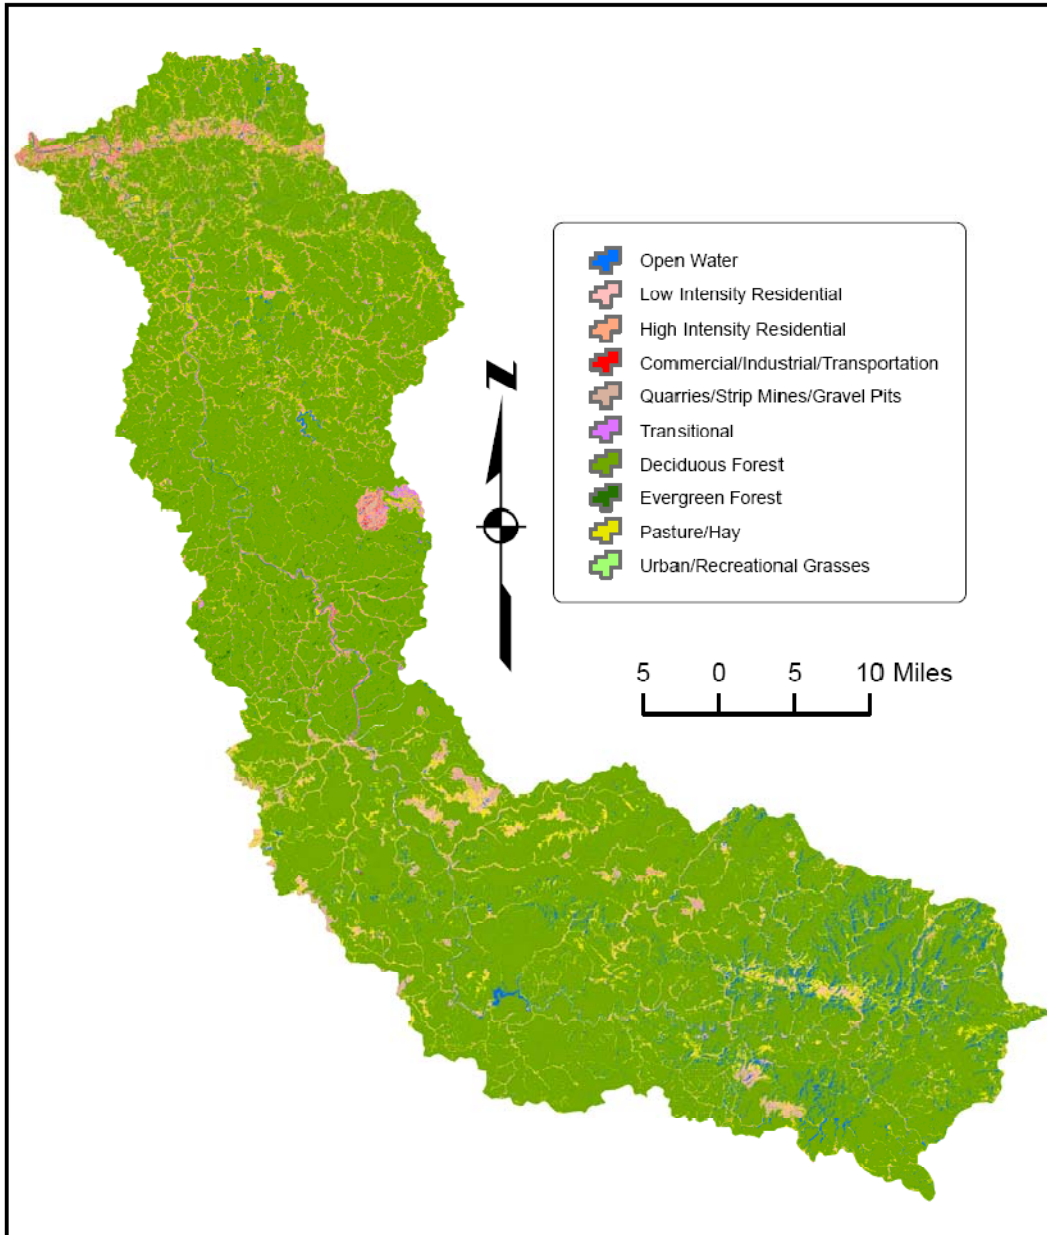 Open Water
Low Intensity Residential
High Intensity Residential
Commercial/Industrial/Transportation
Quarries/Strip Mines/Gravel Pits
Transitional
Deciduous Forest
Evergreen Forest
Pasture/Hay
Urban/Recreational Grasses
N
5 0 5 10 Miles